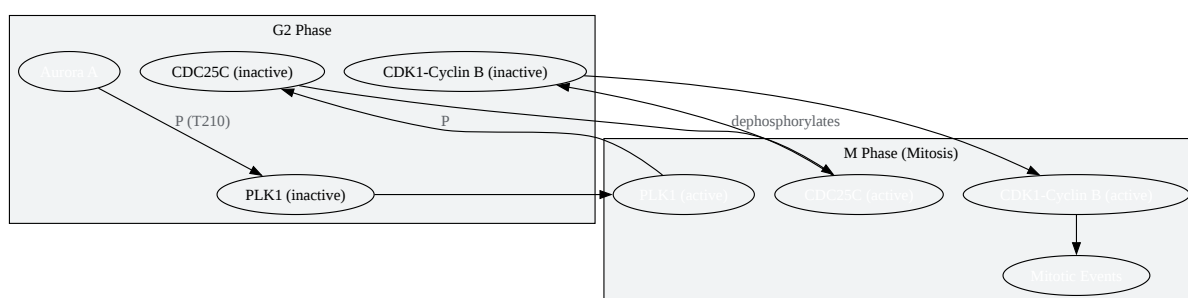 G2 Phase
Aurora A
CDC25C (inactive)
CDK1-Cyclin B (inactive)
P (T210)
P
dephosphorylates
M Phase (Mitosis)
PLK1 (inactive)
PLK1 (active)
CDC25C (active)
CDK1-Cyclin B (active)
Mitotic Events